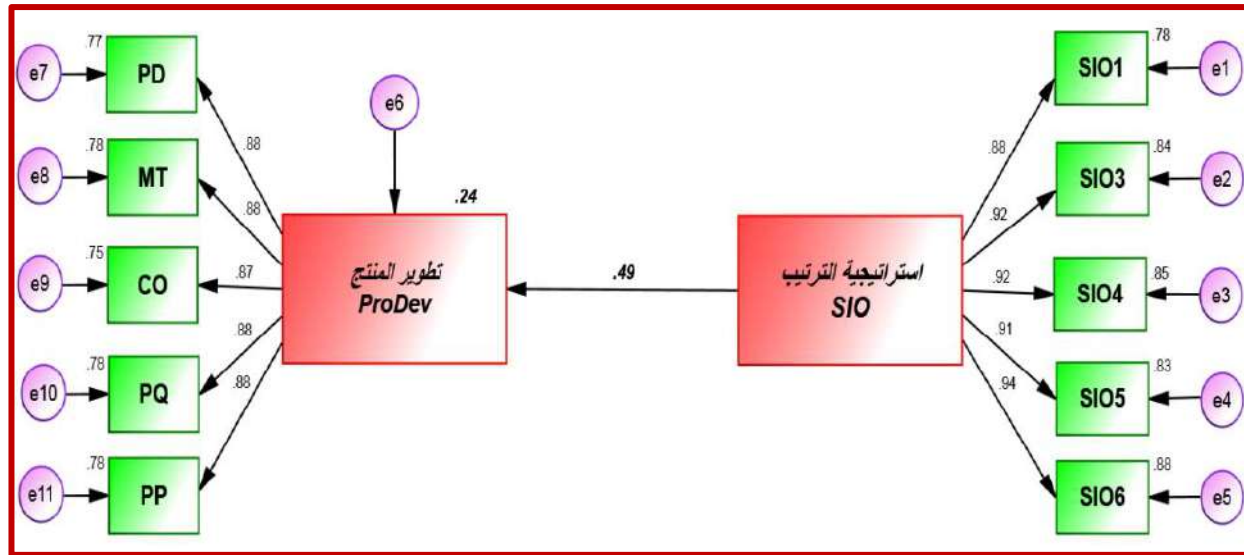 .77
e7
PD
.88
.78
e8
MT
.88
.75
e9
CO
.87
.78
e10
PQ
.88
.78
e11
PP
.88
e6
.24
تطوير المنتج
ProDev
.49
استراتيجية الترتيب
SIO
.88
.78
SIO1
e1
.92
.84
SIO3
e2
.92
.85
SIO4
e3
.91
.83
SIO5
e4
.94
.88
SIO6
e5